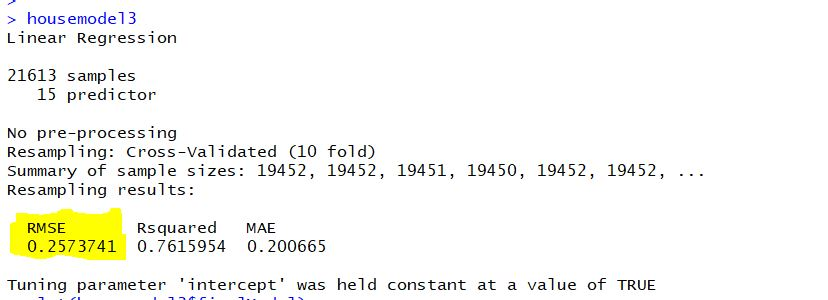 >
> housemodel3
Linear Regression
21613 samples
15 predictor
No pre-processing
Resampling: Cross-Validated (10 fold)
Summary of sample sizes: 19452, 19452, 19451, 19450, 19452, 19452, ...
Resampling results:
RMSE Rsquared MAE
0.2573741 0.7615954 0.200665
Tuning parameter 'intercept' was held constant at a value of TRUE